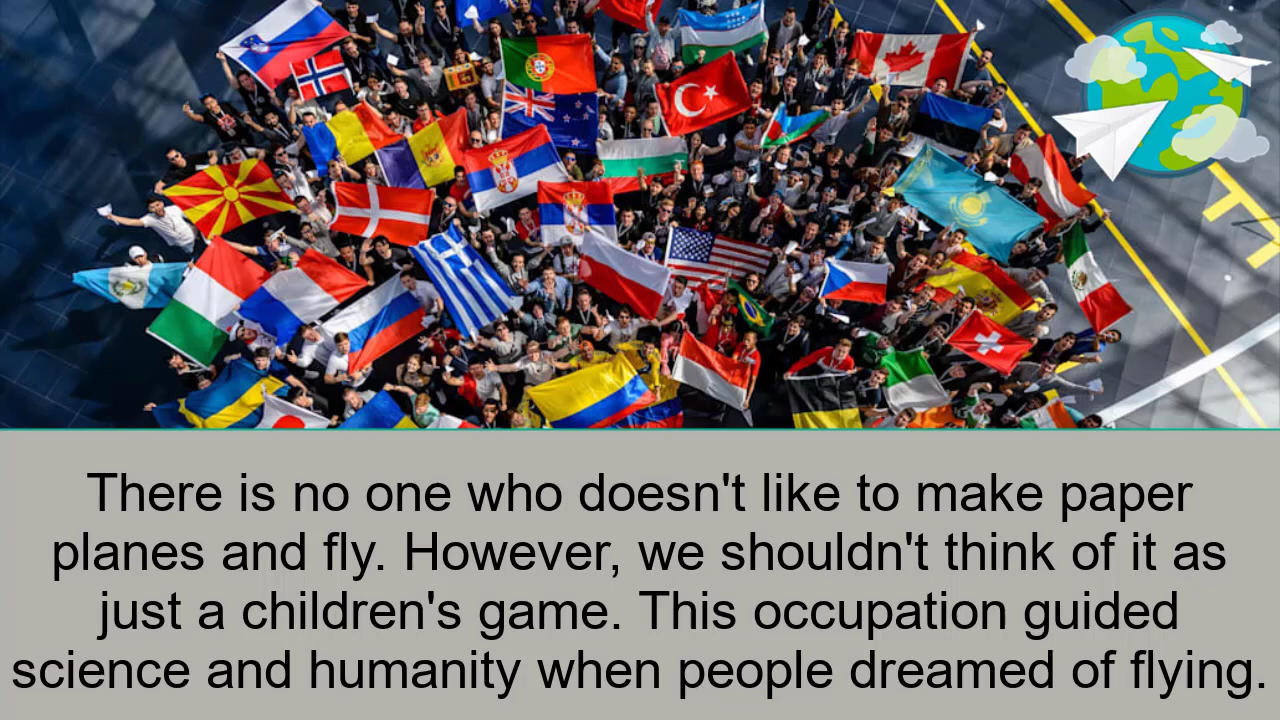 There is no one who doesn't like to make paper
planes and fly. However, we shouldn't think of it as
just a children's game. This occupation guided
science and humanity when people dreamed of flying.